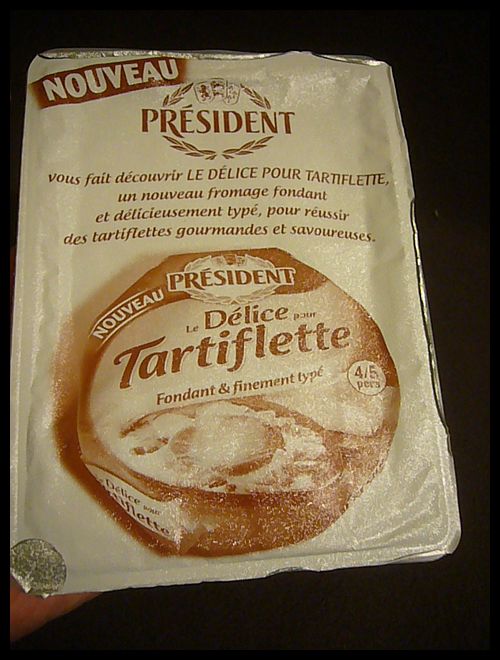 NOUVEAU
PRÉSIDENT
vous fait découvrir LE DÉLICE POUR TARTIFLETTE,
un nouveau fromage fondant
et délicieusement typé, pour réussir
des tartiflettes gourmandes et savoureuses.
PRÉSIDENT
NOUVEAU
Le Délice pour
Tartiflette
Fondant & finement typé
4/5
pers
Délice pour
Tartiflette